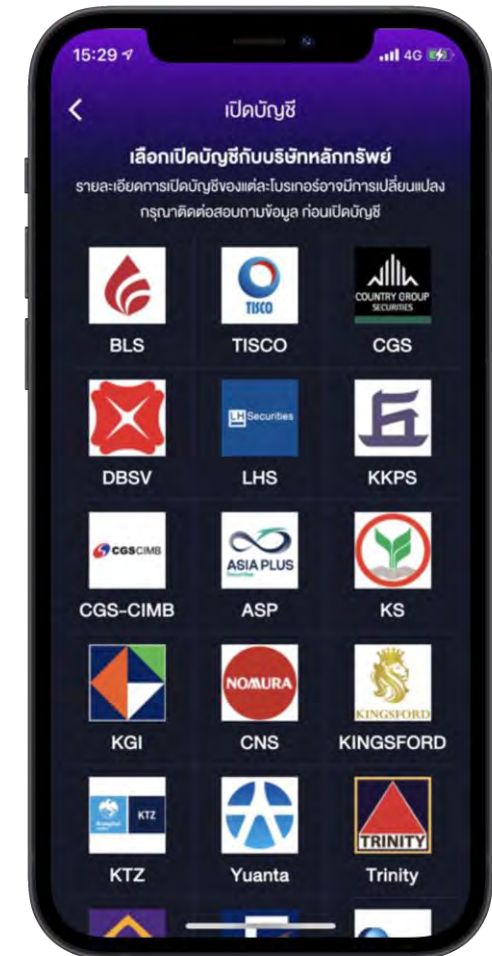 15:29
4G
เปิดบัญชี
เลือกเปิดบัญชีกับบริษัทหลักทรัพย์
รายละเอียดการเปิดบัญชีของแต่ละโบรกเกอร์อาจมีการเปลี่ยนแปลง
กรุณาติดต่อสอบถามข้อมูล ก่อนเปิดบัญชี
TISCO
COUNTRY GROUP
SECURITIES
BLS TISCO CGS
LH Securities
DBSV LHS KKPS
CGS CIMB
ASIA PLUS
Securities
CGS-CIMB ASP KS
NOMURA
KINGSFORD
KGI CNS KINGSFORD
KTZ
TRINITY
KTZ Yuanta Trinity